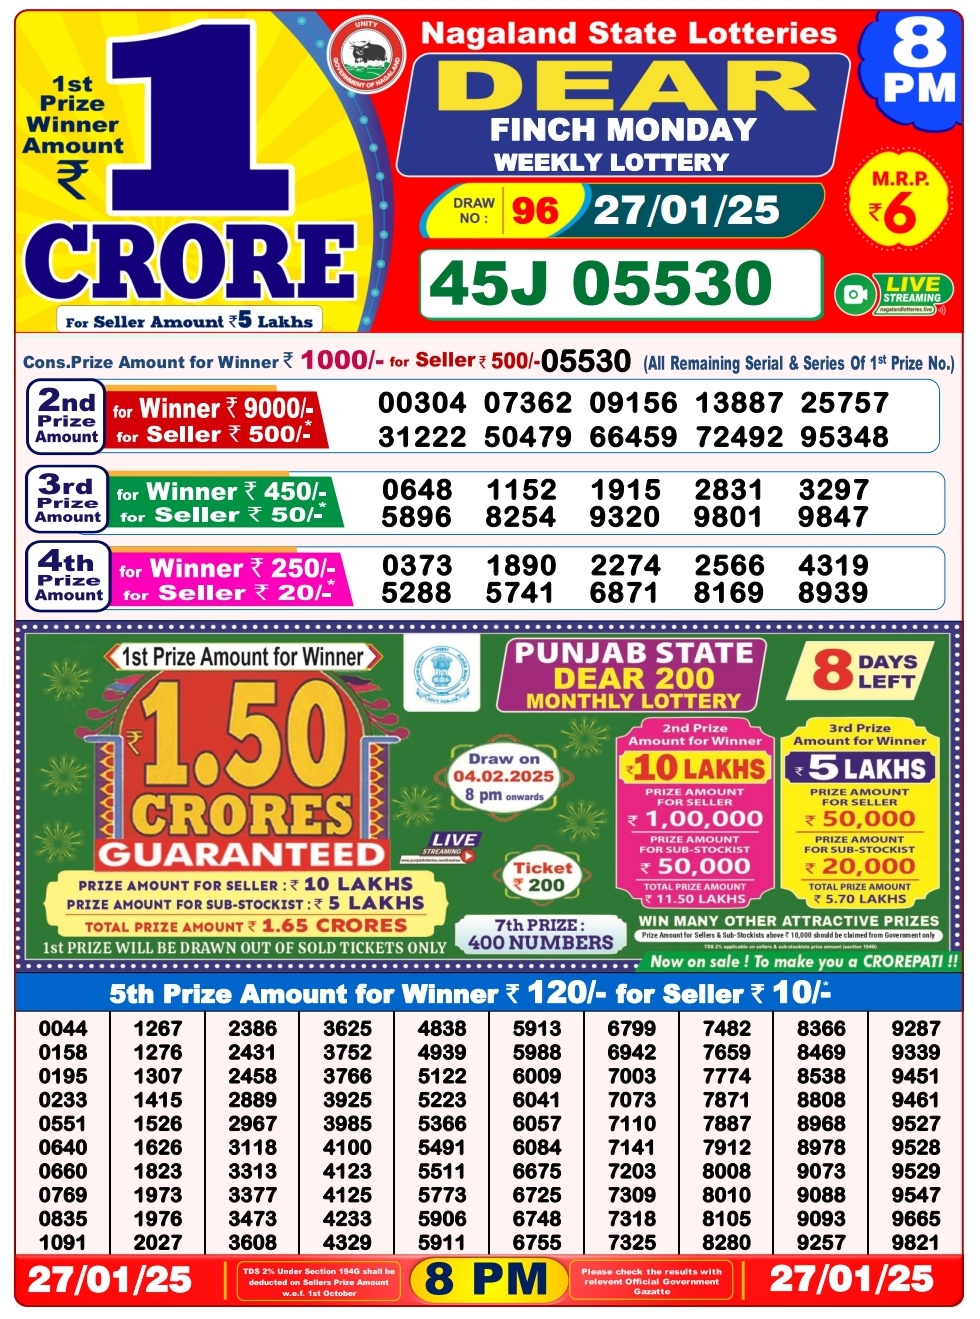 1st
Prize
Winner
Amount
₹
1
CRORE
For Seller Amount ₹5 Lakhs
UNITY
GOVERNMENT OF NAGALAND
Nagaland State Lotteries
8
PM
DEAR
FINCH MONDAY
WEEKLY LOTTERY
DRAW
NO :
96
27/01/25
M.R.P.
₹6
45J 05530
LIVE
STREAMING
nagalandlotteries.live
Cons.Prize Amount for Winner ₹ 1000/- for Seller ₹ 500/-05530 (All Remaining Serial & Series Of 1st Prize No.)
2nd
Prize
Amount
for Winner ₹ 9000/-
for Seller ₹ 500/-*
00304 07362 09156 13887 25757
31222 50479 66459 72492 95348
3rd
Prize
Amount
for Winner ₹ 450/-
for Seller ₹ 50/-*
0648 1152 1915 2831 3297
5896 8254 9320 9801 9847
4th
Prize
Amount
for Winner ₹ 250/-
for Seller ₹ 20/-*
0373 1890 2274 2566 4319
5288 5741 6871 8169 8939
1st Prize Amount for Winner
₹1.50
CRORES
GUARANTEED
PRIZE AMOUNT FOR SELLER : ₹ 10 LAKHS
PRIZE AMOUNT FOR SUB-STOCKIST : ₹ 5 LAKHS
TOTAL PRIZE AMOUNT ₹ 1.65 CRORES
1st PRIZE WILL BE DRAWN OUT OF SOLD TICKETS ONLY
PUNJAB STATE
DEAR 200
MONTHLY LOTTERY
8 DAYS
LEFT
Draw on
04.02.2025
8 pm onwards
LIVE
STREAMING
Ticket
₹ 200
7th PRIZE :
400 NUMBERS
2nd Prize
Amount for Winner
₹10 LAKHS
PRIZE AMOUNT
FOR SELLER
₹ 1,00,000
PRIZE AMOUNT
FOR SUB-STOCKIST
₹ 50,000
TOTAL PRIZE AMOUNT
₹ 11.50 LAKHS
3rd Prize
Amount for Winner
₹ 5 LAKHS
PRIZE AMOUNT
FOR SELLER
₹ 50,000
PRIZE AMOUNT
FOR SUB-STOCKIST
₹ 20,000
TOTAL PRIZE AMOUNT
₹ 5.70 LAKHS
WIN MANY OTHER ATTRACTIVE PRIZES
Prize Amount for Sellers & Sub-Stockists above ₹ 10,000 should be claimed from Government only
TDS 2% applicable on sellers & sub-stockists prize amount (section 194G)
Now on sale ! To make you a CROREPATI !!
5th Prize Amount for Winner ₹ 120/- for Seller ₹ 10/-*
0044 1267 2386 3625 4838 5913 6799 7482 8366 9287
0158 1276 2431 3752 4939 5988 6942 7659 8469 9339
0195 1307 2458 3766 5122 6009 7003 7774 8538 9451
0233 1415 2889 3925 5223 6041 7073 7871 8808 9461
0551 1526 2967 3985 5366 6057 7110 7887 8968 9527
0640 1626 3118 4100 5491 6084 7141 7912 8978 9528
0660 1823 3313 4123 5511 6675 7203 8008 9073 9529
0769 1973 3377 4125 5773 6725 7309 8010 9088 9547
0835 1976 3473 4233 5906 6748 7318 8105 9093 9665
1091 2027 3608 4329 5911 6755 7325 8280 9257 9821
27/01/25
TDS 2% Under Section 194G shall be
deducted on Sellers Prize Amount
w.e.f. 1st October
8 PM
Please check the results with
relevent Official Government
Gazatte
27/01/25